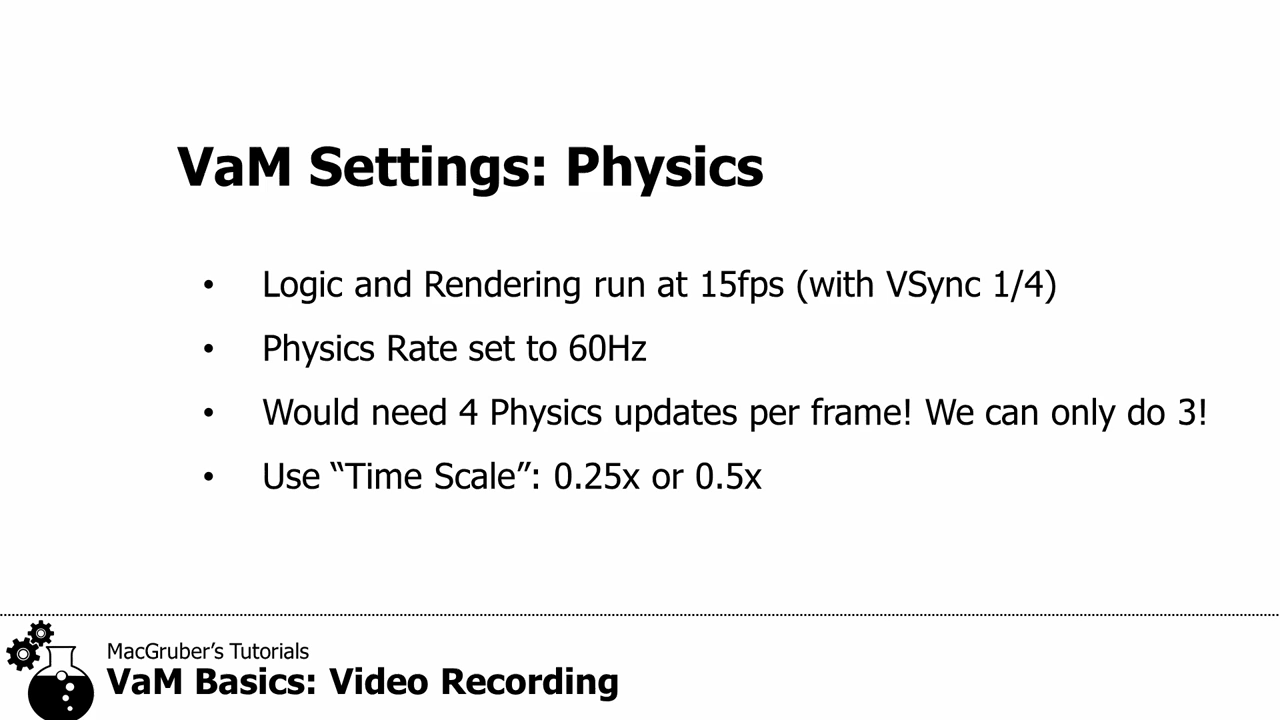 VaM Settings: Physics
• Logic and Rendering run at 15fps (with VSync 1/4)
• Physics Rate set to 60Hz
• Would need 4 Physics updates per frame! We can only do 3!
• Use “Time Scale”: 0.25x or 0.5x
MacGruber’s Tutorials
VaM Basics: Video Recording